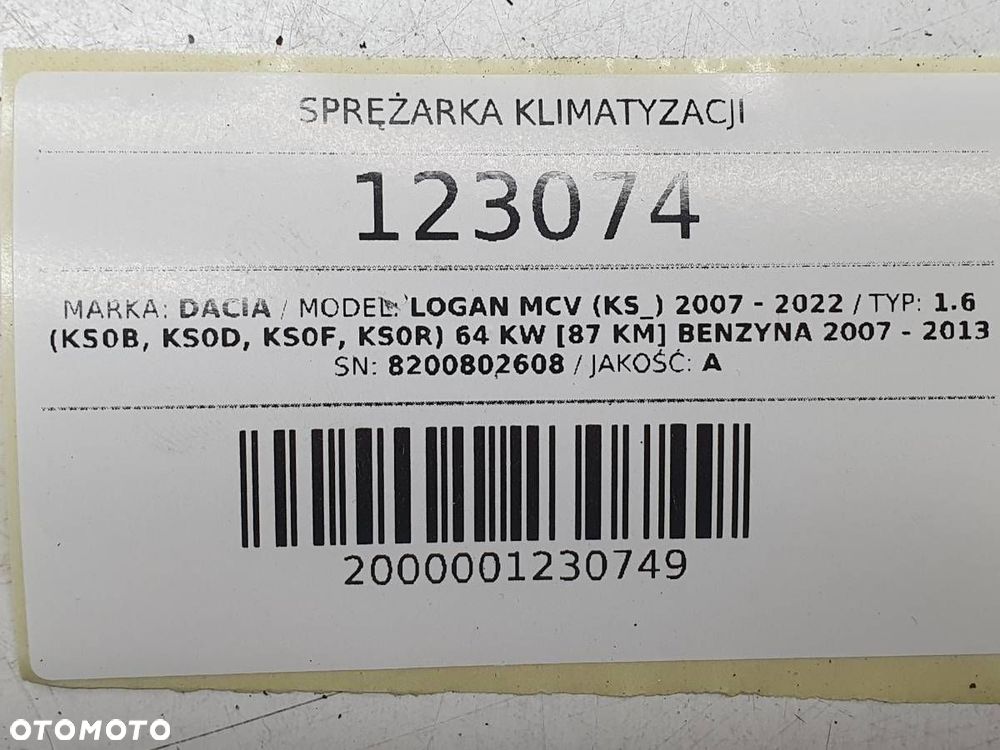 SPRĘŻARKA KLIMATYZACJI
123074
MARKA: DACIA / MODEL: LOGAN MCV (KS_) 2007 - 2022 / TYP: 1.6
(KS0B, KS0D, KS0F, KS0R) 64 KW [87 KM] BENZYNA 2007 - 2013
SN: 8200802608 / JAKOŚĆ: A
2000001230749
OTOMOTO